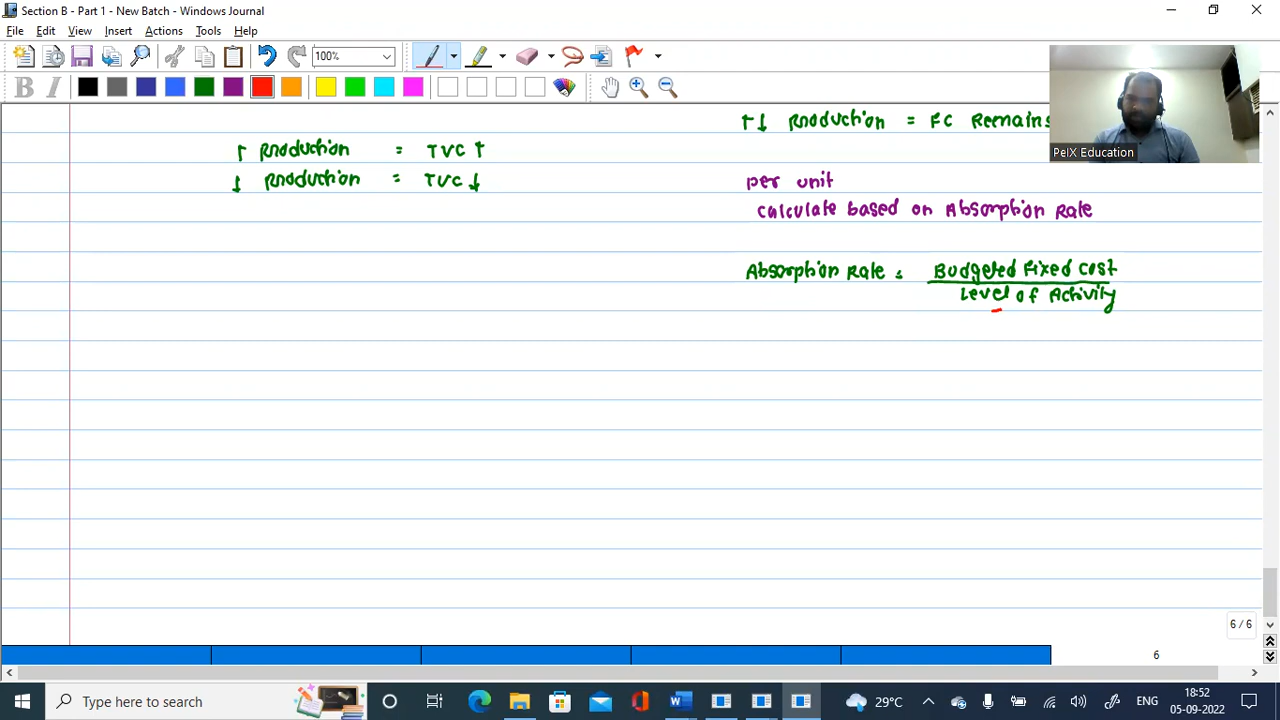 Section B - Part 1 - New Batch - Windows Journal
File Edit View Insert Actions Tools Help
100%
B I
PelX Education
↑↓ Production = FC Remains
↑ Production = TVC ↑
↓ Production = TVC ↓
per unit
Calculate based on Absorption Rate
Absorption Rate = Budgeted Fixed Cost
Level of Activity
6 / 6
6
Type here to search
29°C
ENG
18:52
05-09-2022